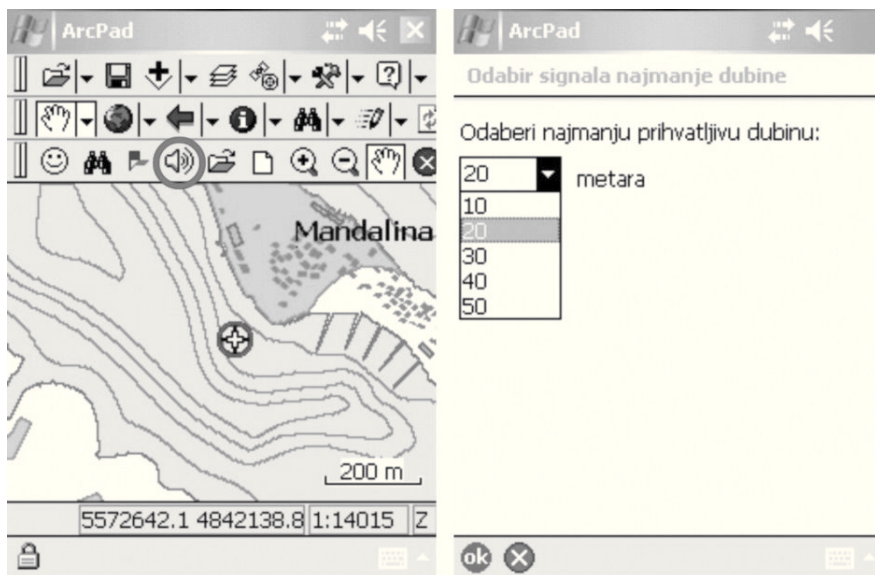 ArcPad
Mandalina
200 m
5572642.1 4842138.8 1:14015 Z
ArcPad
Odabir signala najmanje dubine
Odaberi najmanju prihvatljivu dubinu:
20 metara
10
20
30
40
50
ok